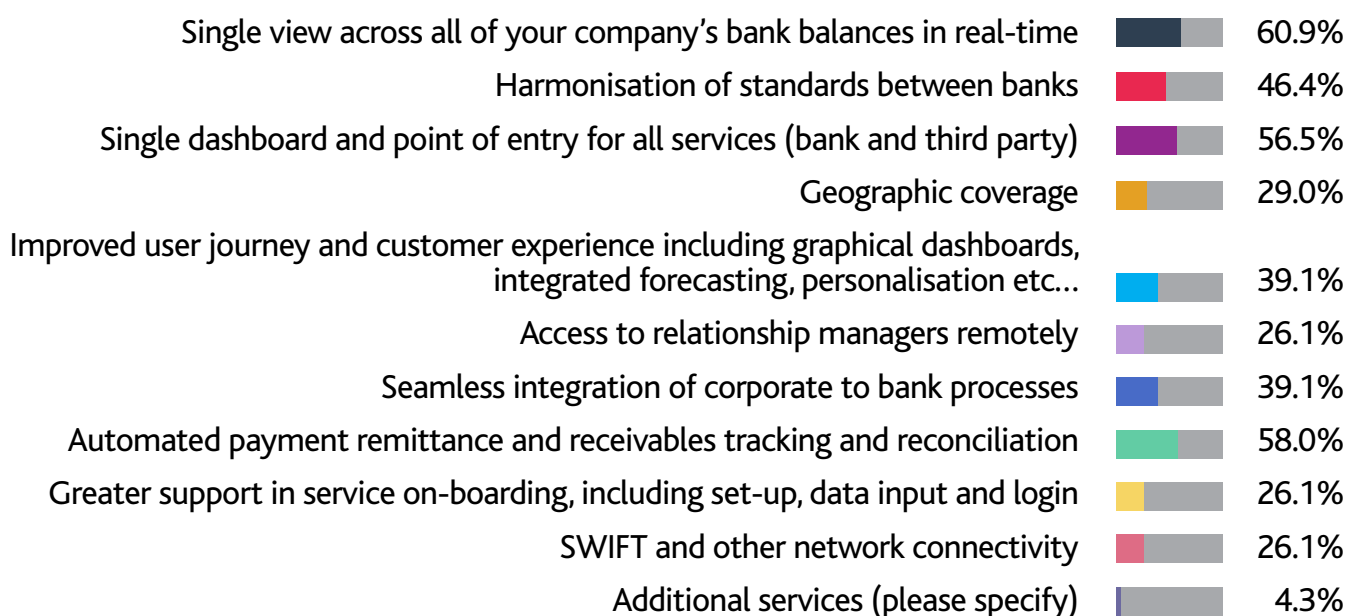 Single view across all of your company’s bank balances in real-time 60.9%
Harmonisation of standards between banks 46.4%
Single dashboard and point of entry for all services (bank and third party) 56.5%
Geographic coverage 29.0%
Improved user journey and customer experience including graphical dashboards,
integrated forecasting, personalisation etc... 39.1%
Access to relationship managers remotely 26.1%
Seamless integration of corporate to bank processes 39.1%
Automated payment remittance and receivables tracking and reconciliation 58.0%
Greater support in service on-boarding, including set-up, data input and login 26.1%
SWIFT and other network connectivity 26.1%
Additional services (please specify) 4.3%